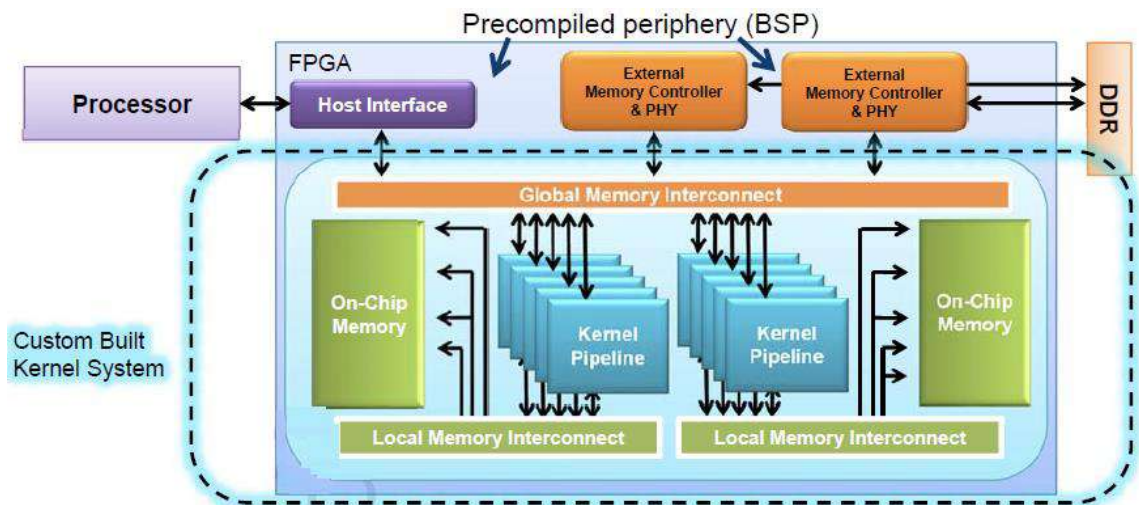 Precompiled periphery (BSP)
FPGA
Processor
Host Interface
External
Memory Controller
& PHY
External
Memory Controller
& PHY
DDR
Global Memory Interconnect
On-Chip
Memory
Kernel
Pipeline
Kernel
Pipeline
On-Chip
Memory
Custom Built
Kernel System
Local Memory Interconnect
Local Memory Interconnect